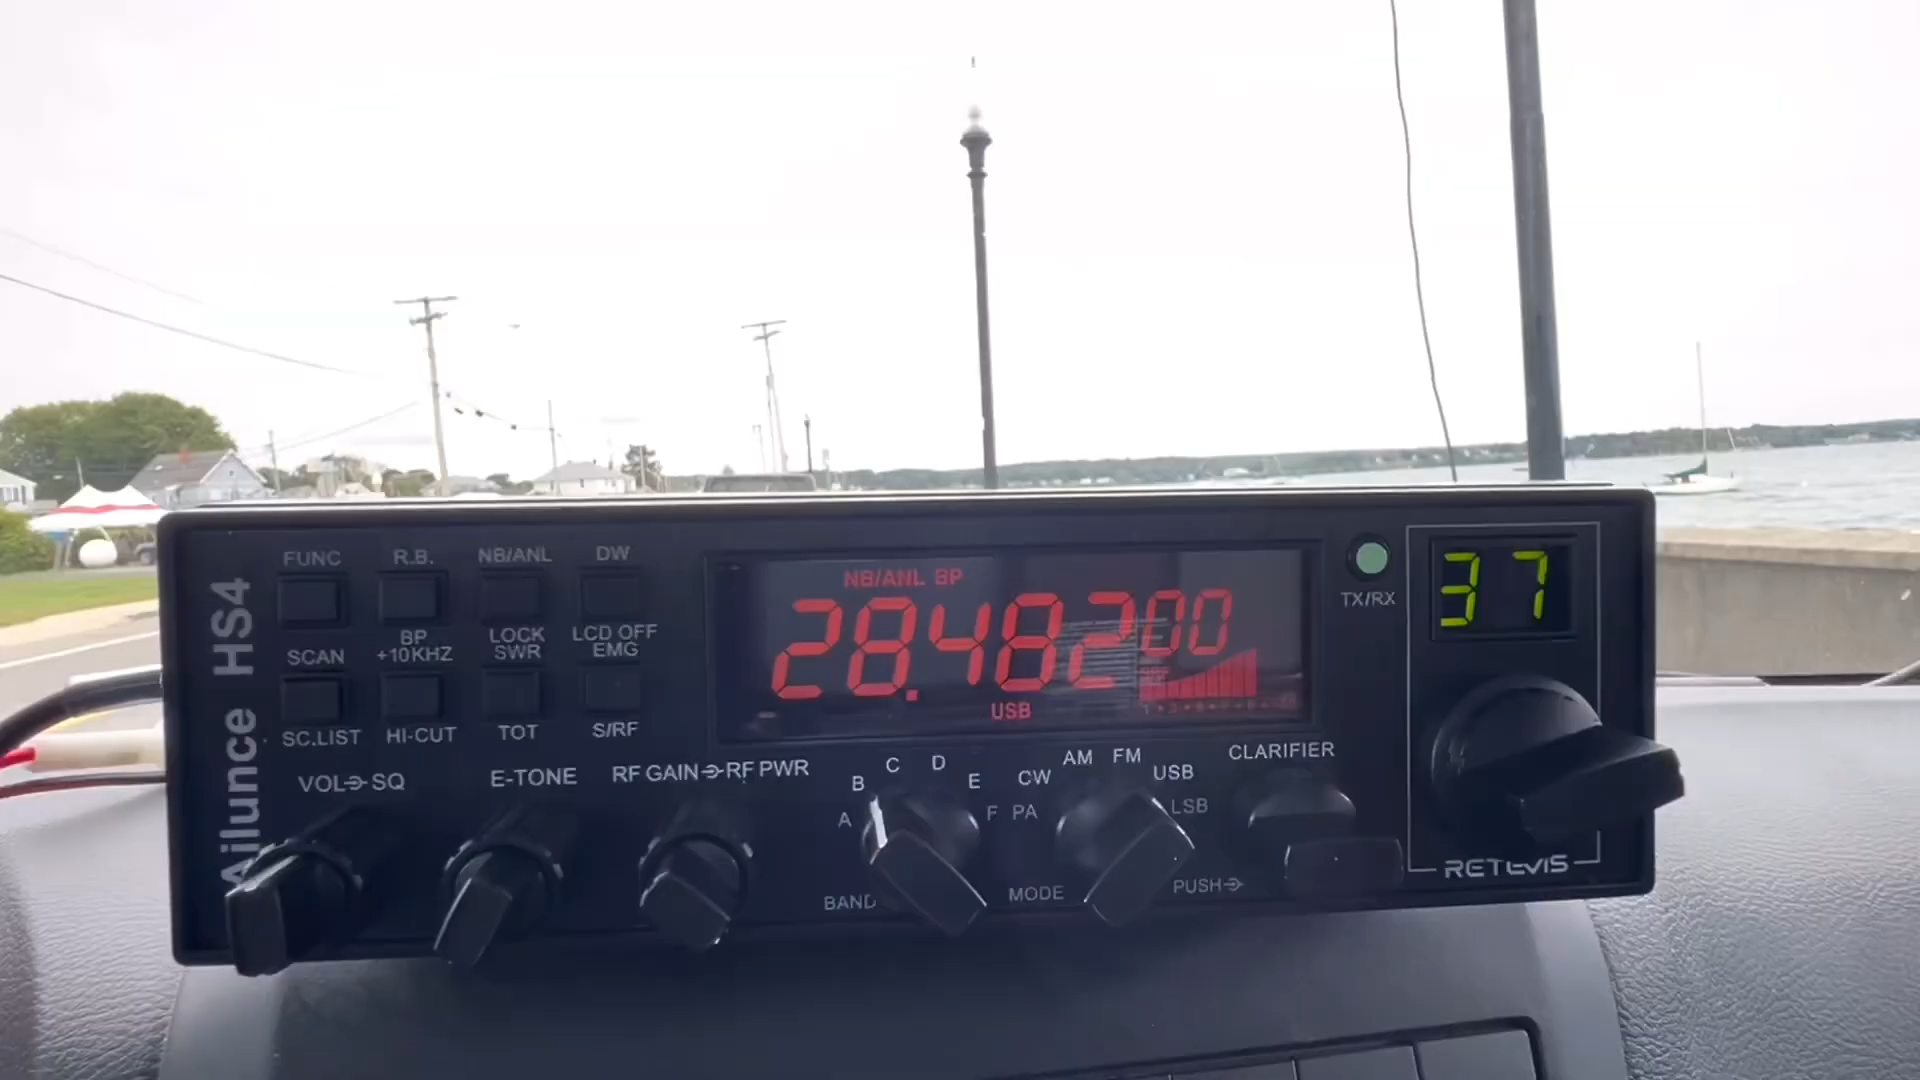 Ailunce HS4
FUNC R.B. NB/ANL DW
SCAN BP +10KHZ LOCK SWR LCD OFF EMG
SC.LIST HI-CUT TOT S/RF
VOL SQ E-TONE RF GAIN RF PWR
NB/ANL BP
28.48200
USB
A B C D E F
BAND
PA CW AM FM USB LSB
MODE
CLARIFIER
PUSH
TX/RX
37
RETEVIS